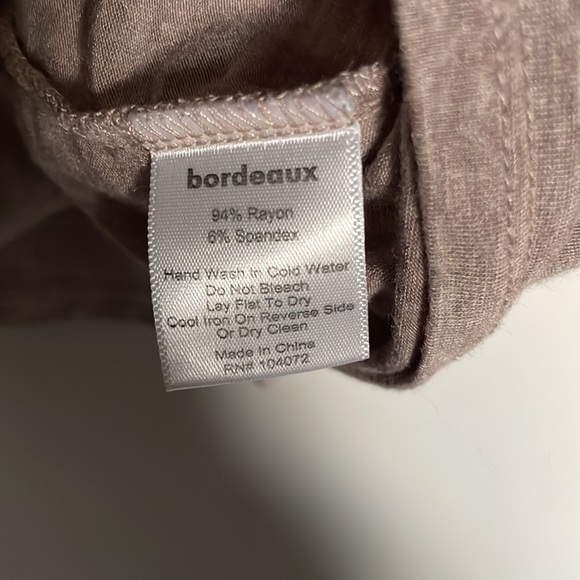 bordeaux
94% Rayon
6% Spandex
Hand Wash in Cold Water
Do Not Bleach
Lay Flat To Dry
Cool Iron On Reverse Side
Or Dry Clean
Made In China
RN# 104072